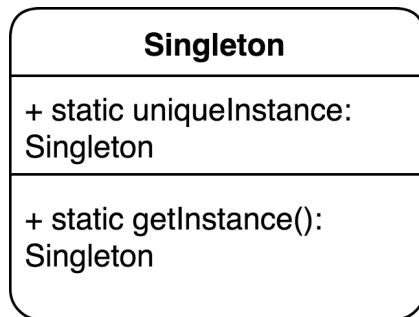 Singleton
+ static uniqueInstance:
Singleton
+ static getInstance():
Singleton